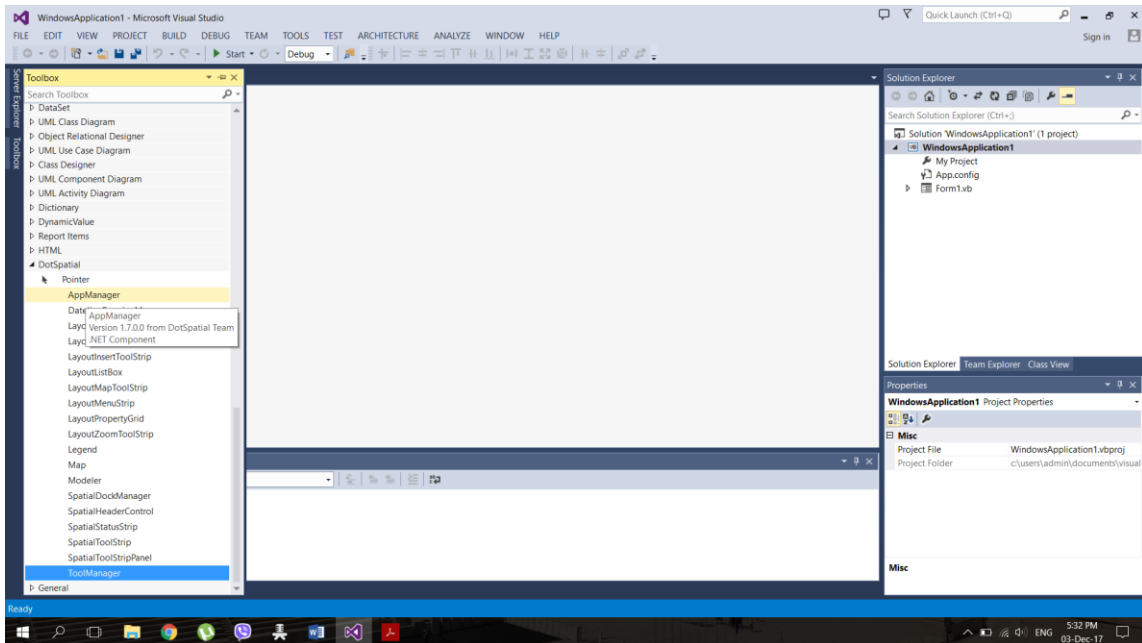 WindowsApplication1 - Microsoft Visual Studio
Quick Launch (Ctrl+Q)
FILE EDIT VIEW PROJECT BUILD DEBUG TEAM TOOLS TEST ARCHITECTURE ANALYZE WINDOW HELP
Sign in
Start
Debug
Server Explorer
Toolbox
Toolbox
Search Toolbox
DataSet
UML Class Diagram
Object Relational Designer
UML Use Case Diagram
Class Designer
UML Component Diagram
UML Activity Diagram
Dictionary
DynamicValue
Report Items
HTML
DotSpatial
Pointer
AppManager
AppManager
Version 1.7.0.0 from DotSpatial Team
.NET Component
LayoutInsertToolStrip
LayoutListBox
LayoutMapToolStrip
LayoutMenuStrip
LayoutPropertyGrid
LayoutZoomToolStrip
Legend
Map
Modeler
SpatialDockManager
SpatialHeaderControl
SpatialStatusStrip
SpatialToolStrip
SpatialToolStripPanel
ToolManager
General
Solution Explorer
Search Solution Explorer (Ctrl+;)
Solution 'WindowsApplication1' (1 project)
WindowsApplication1
My Project
App.config
Form1.vb
Solution Explorer Team Explorer Class View
Properties
WindowsApplication1 Project Properties
Misc
Project File WindowsApplication1.vbproj
Project Folder c:\users\admin\documents\visual
Misc
Ready
ENG
5:32 PM
03-Dec-17